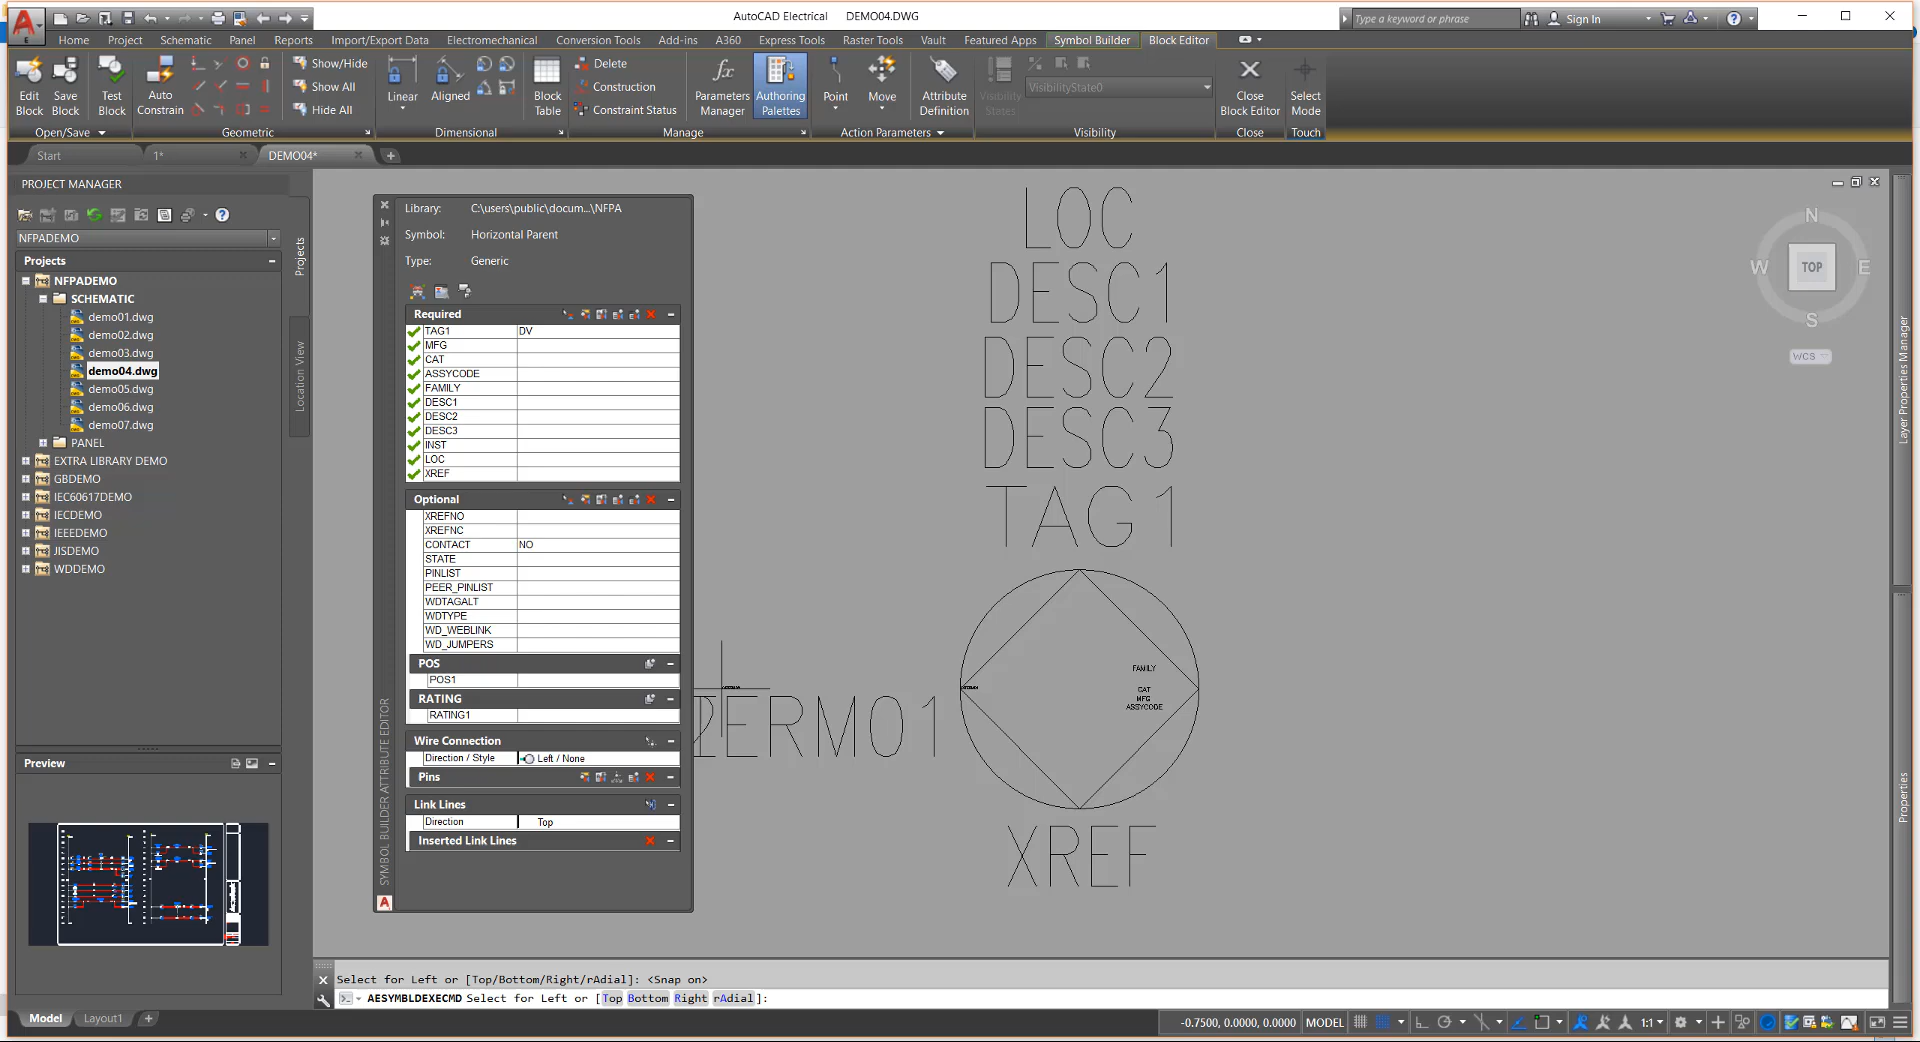 AutoCAD Electrical DEMO04.DWG
Type a keyword or phrase
Sign In
Home Project Schematic Panel Reports Import/Export Data Electromechanical Conversion Tools Add-ins A360 Express Tools Raster Tools Vault Featured Apps Symbol Builder Block Editor
Edit Block
Save Block
Test Block
Auto Constrain
Show/Hide
Show All
Hide All
Linear
Aligned
Block Table
Delete
Construction
Constraint Status
Parameters Manager
Authoring Palettes
Point
Move
Attribute Definition
Visibility States
VisibilityState0
Close Block Editor
Select Mode
Open/Save
Geometric
Dimensional
Manage
Action Parameters
Visibility
Close
Touch
Start
1*
DEMO04*
PROJECT MANAGER
NFPADEMO
Projects
NFPADEMO
SCHEMATIC
demo01.dwg
demo02.dwg
demo03.dwg
demo04.dwg
demo05.dwg
demo06.dwg
demo07.dwg
PANEL
EXTRA LIBRARY DEMO
GBDEMO
IEC60617DEMO
IECDEMO
IEEEDEMO
JISDEMO
WDDEMO
Projects
Location View
Preview
Library: C:\users\public\docum...\NFPA
Symbol: Horizontal Parent
Type: Generic
Required
TAG1 DV
MFG
CAT
ASSYCODE
FAMILY
DESC1
DESC2
DESC3
INST
LOC
XREF
Optional
XREFNO
XREFNC
CONTACT NO
STATE
PINLIST
PEER_PINLIST
WDTAGALT
WDTYPE
WD_WEBLINK
WD_JUMPERS
POS
POS1
RATING
RATING1
Wire Connection
Direction / Style Left / None
Pins
Link Lines
Direction Top
Inserted Link Lines
SYMBOL BUILDER ATTRIBUTE EDITOR
LOC
DESC1
DESC2
DESC3
TAG1
FAMILY
CAT
MFG
ASSYCODE
TERM01
XREF
N
W TOP E
S
WCS
Layer Properties Manager
Properties
Select for Left or [Top/Bottom/Right/rAdial]: <Snap on>
AESYMBLDEXECMD Select for Left or [Top Bottom Right rAdial]:
Model Layout1
-0.7500, 0.0000, 0.0000 MODEL 1:1